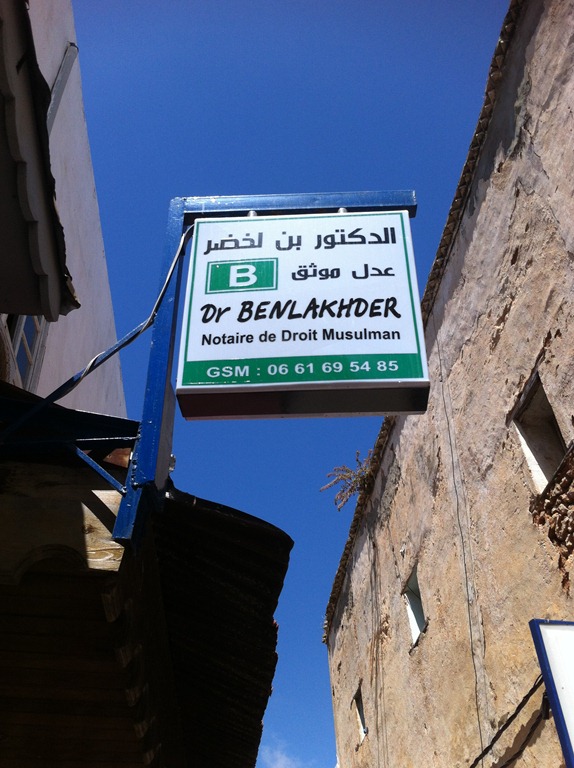 الدكتور بن لخضر
عدل موثق
B
Dr BENLAKHDER
Notaire de Droit Musulman
GSM : 06 61 69 54 85